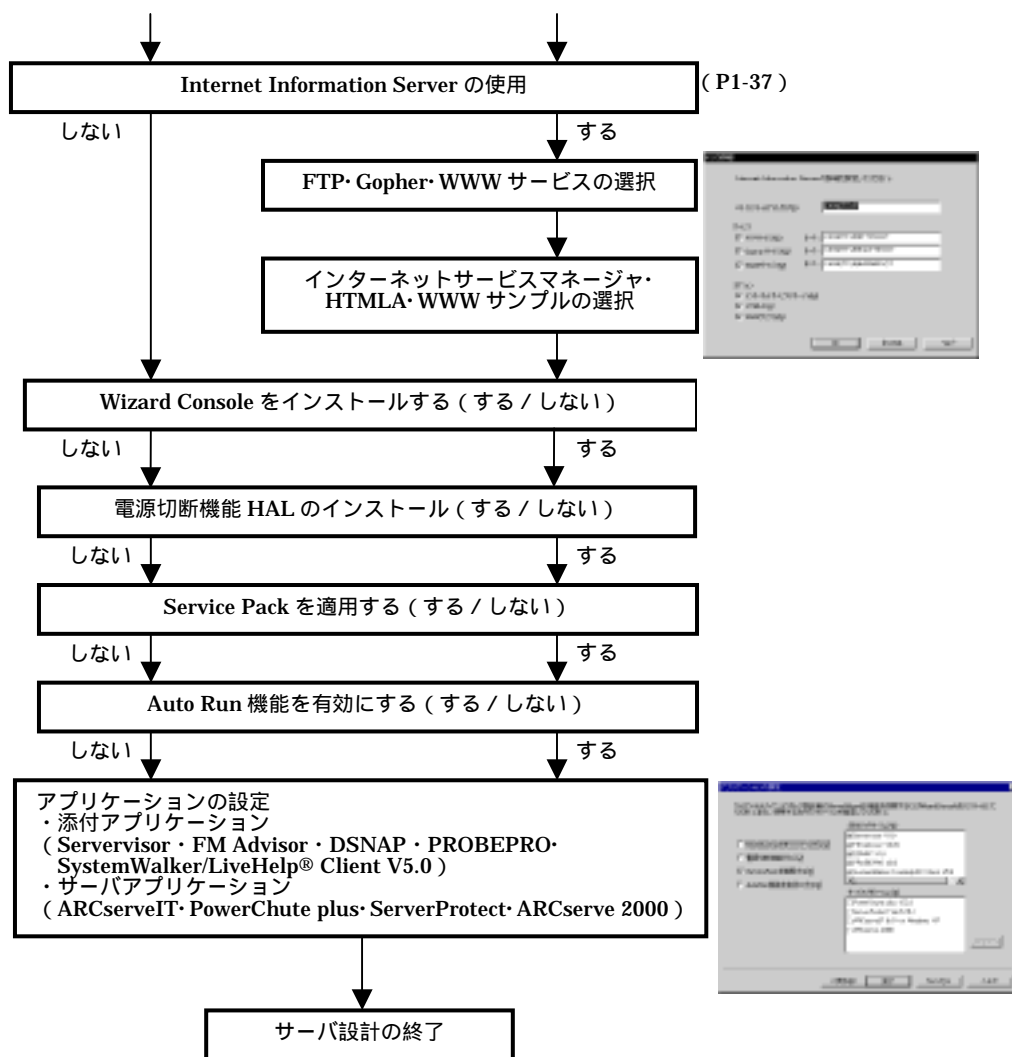 Internet Information Server の使用
( P1-37 )
しない
する
FTP・Gopher・WWW サービスの選択
インターネットサービスマネージャ・
HTMLA・WWW サンプルの選択
Wizard Console をインストールする ( する / しない )
しない
する
電源切断機能 HAL のインストール ( する / しない )
しない
する
Service Pack を適用する ( する / しない )
しない
する
Auto Run 機能を有効にする ( する / しない )
しない
する
アプリケーションの設定
・添付アプリケーション
( Servervisor・FM Advisor・DSNAP・PROBEPRO・
SystemWalker/LiveHelp® Client V5.0 )
・サーバアプリケーション
( ARCserveIT・PowerChute plus・ServerProtect・ARCserve 2000 )
サーバ設計の終了